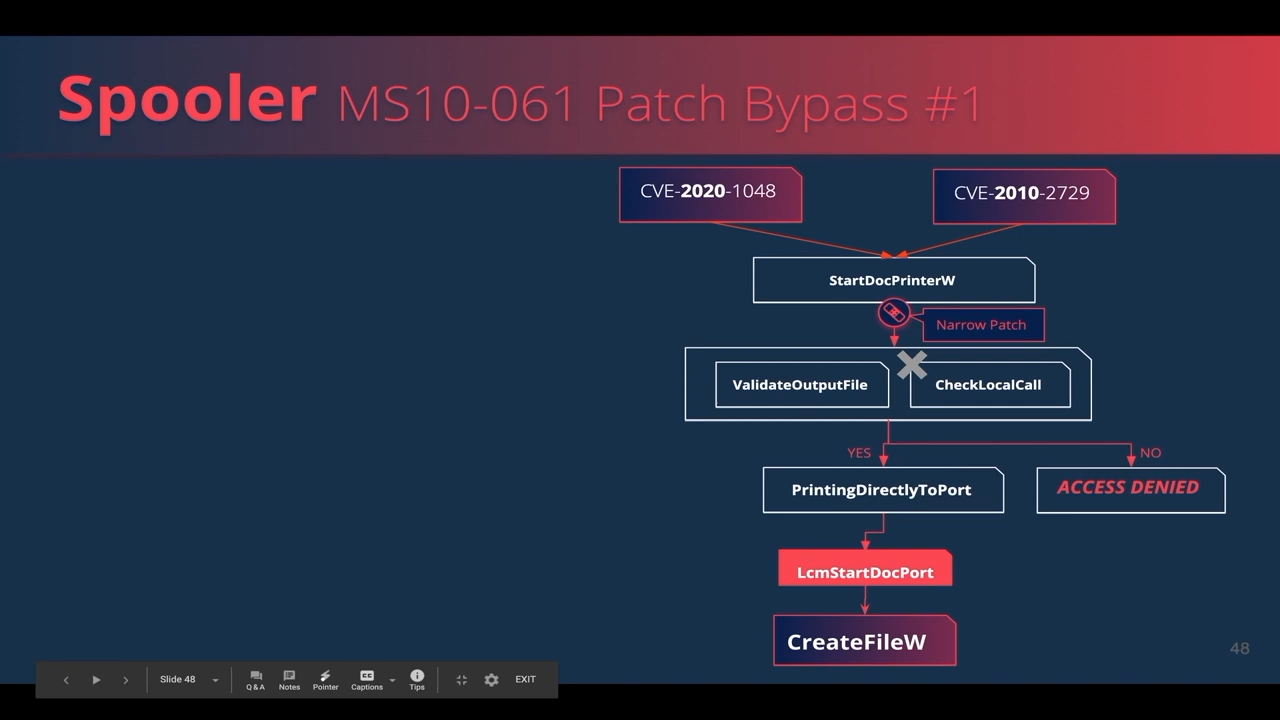 Spooler MS10-061 Patch Bypass #1
CVE-2020-1048
CVE-2010-2729
StartDocPrinterW
Narrow Patch
ValidateOutputFile
CheckLocalCall
YES
NO
PrintingDirectlyToPort
ACCESS DENIED
LcmStartDocPort
CreateFileW
48
Slide 48
Q & A
Notes
Pointer
Captions
Tips
EXIT
CC